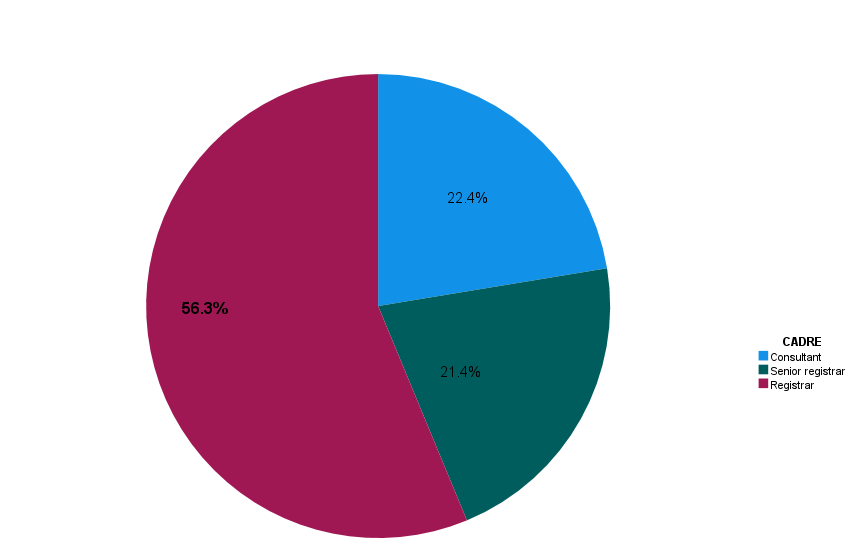 22.4%
56.3%
21.4%
CADRE
Consultant
Senior registrar
Registrar